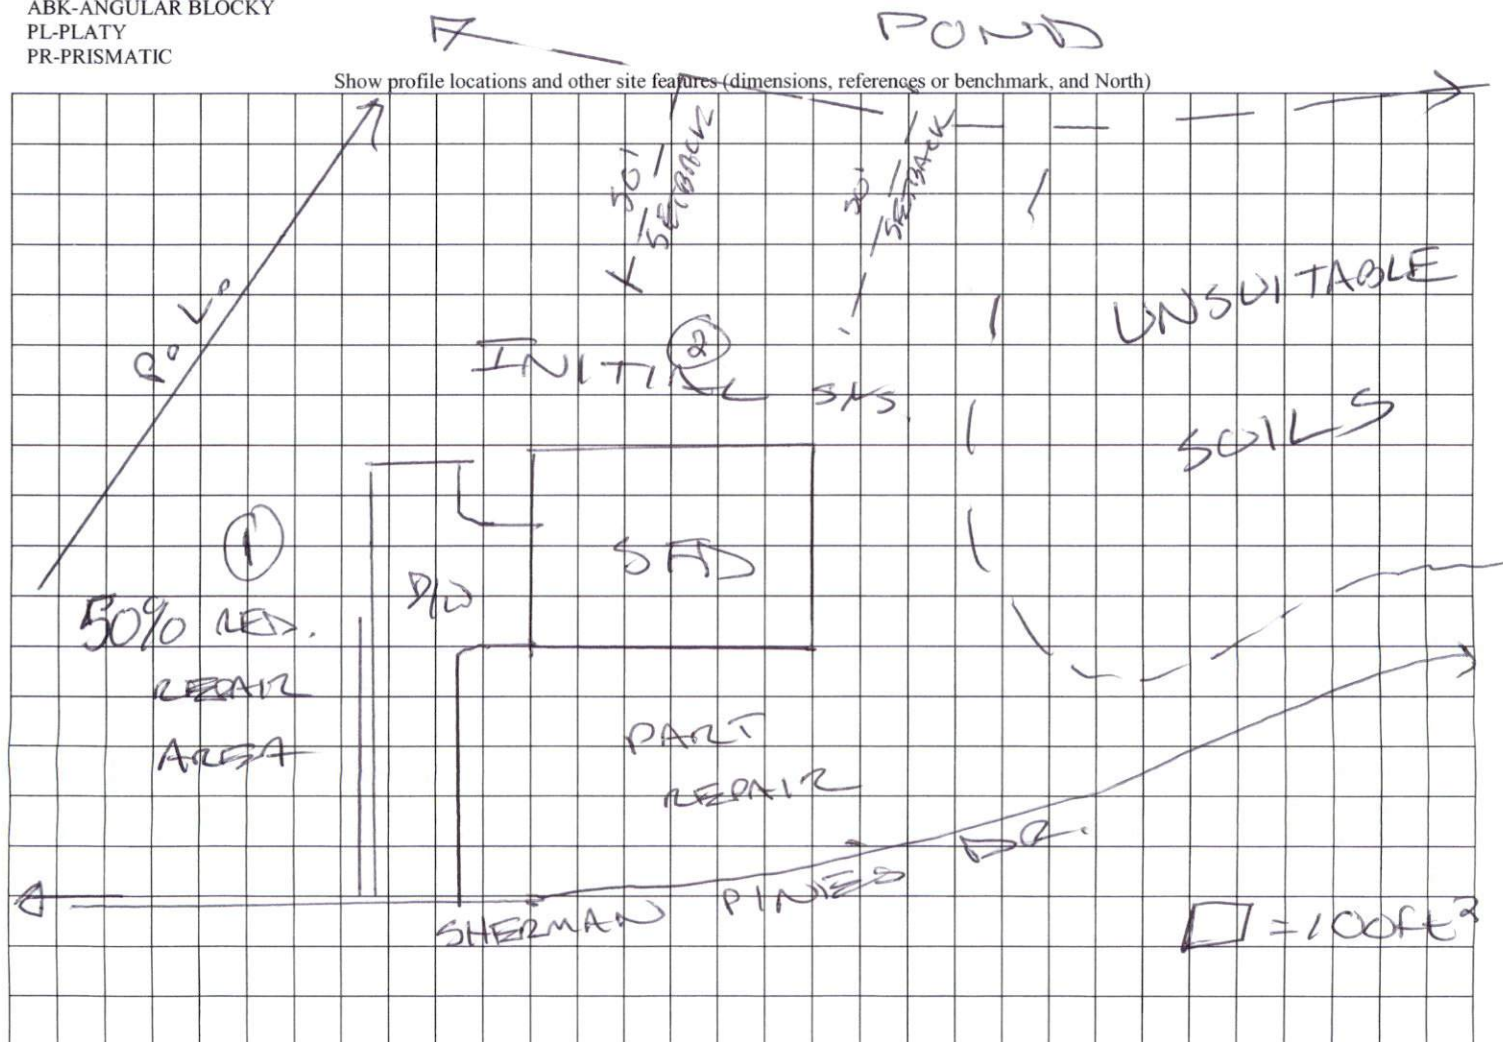 ABK-ANGULAR BLOCKY
PL-PLATY
PR-PRISMATIC
POND
Show profile locations and other site features (dimensions, references or benchmark, and North)
50'
SETBACK
50'
SETBACK
P.L.
UNSUITABLE
SOILS
2
INITIAL SYS.
1
50% RED.
REPAIR
AREA
D/W
SFD
PART
REPAIR
SHERMAN PINES DR.
□ = 100ft²